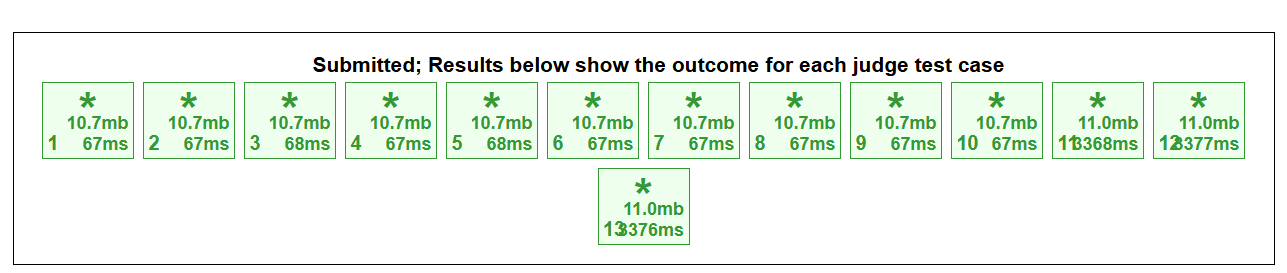 Submitted; Results below show the outcome for each judge test case
* * * * * * * * * * * *
10.7mb 10.7mb 10.7mb 10.7mb 10.7mb 10.7mb 10.7mb 10.7mb 10.7mb 10.7mb 11.0mb 11.0mb
1 67ms 2 67ms 3 68ms 4 67ms 5 68ms 6 67ms 7 67ms 8 67ms 9 67ms 10 67ms 11 3368ms 12 3377ms
*
11.0mb
13 3376ms